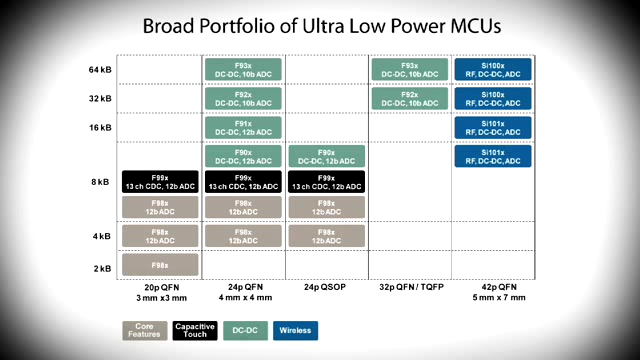 Broad Portfolio of Ultra Low Power MCUs
64 kB
F93x
DC-DC, 10b ADC
F93x
DC-DC, 10b ADC
Si100x
RF, DC-DC, ADC
32 kB
F92x
DC-DC, 10b ADC
F92x
DC-DC, 10b ADC
Si100x
RF, DC-DC, ADC
16 kB
F91x
DC-DC, 12b ADC
Si101x
RF, DC-DC, ADC
F90x
DC-DC, 12b ADC
F90x
DC-DC, 12b ADC
Si101x
RF, DC-DC, ADC
8 kB
F99x
13 ch CDC, 12b ADC
F99x
13 ch CDC, 12b ADC
F99x
13 ch CDC, 12b ADC
F98x
12b ADC
F98x
12b ADC
F98x
12b ADC
4 kB
F98x
12b ADC
F98x
12b ADC
F98x
12b ADC
2 kB
F98x
20p QFN
3 mm x3 mm
24p QFN
4 mm x 4 mm
24p QSOP
32p QFN / TQFP
42p QFN
5 mm x 7 mm
Core
Features
Capacitive
Touch
DC-DC
Wireless